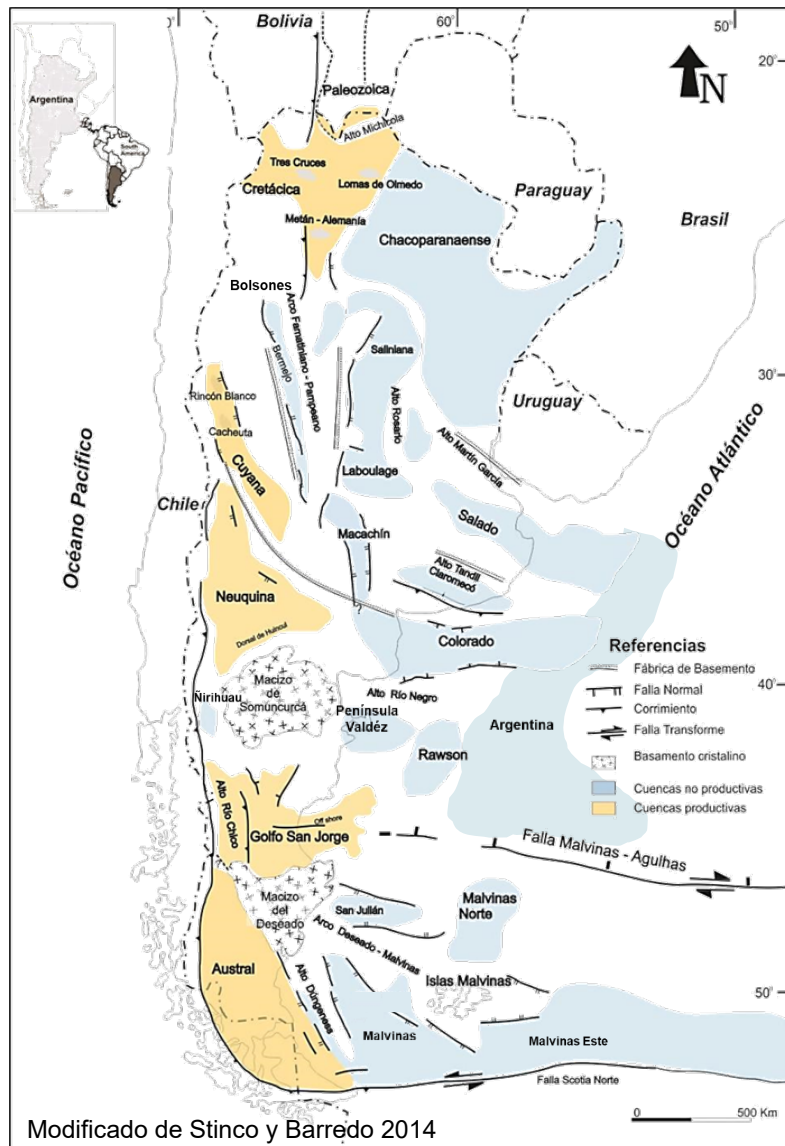 0°
60°
50°
Bolivia
20°
N
Argentina
South
America
Paleozoica
Alto Michicola
Tres Cruces
Lomas de Olmedo
Cretácica
Paraguay
Brasil
Metán - Alemanía
Chacoparanaense
Bolsones
Arco Famatiniano - Pampeano
Bermejo
Saliniana
30°
Rincón Blanco
Alto Rosario
Uruguay
Cacheuta
Alto Martín García
Cuyana
Laboulage
Océano Pacífico
Océano Atlántico
Chile
Macachín
Salado
Alto Tandil
Claromecó
Neuquina
?
Dorsal de Huincul
Colorado
Referencias
Fábrica de Basemento
Falla Normal
Corrimiento
Falla Transforme
Basamento cristalino
Cuencas no productivas
Cuencas productivas
40°
Macizo
de
Somuncurcá
Ñirihuau
Alto Río Negro
Península
Valdéz
Argentina
Rawson
Alto Río Chico
Off shore
Golfo San Jorge
Falla Malvinas - Agulhas
Macizo
del
Deseado
San Julián
Malvinas
Norte
Arco Deseado - Malvinas
Austral
Alto Dúngeness
Islas Malvinas
50°
Malvinas
Malvinas Este
Falla Scotia Norte
0 500 Km
Modificado de Stinco y Barredo 2014